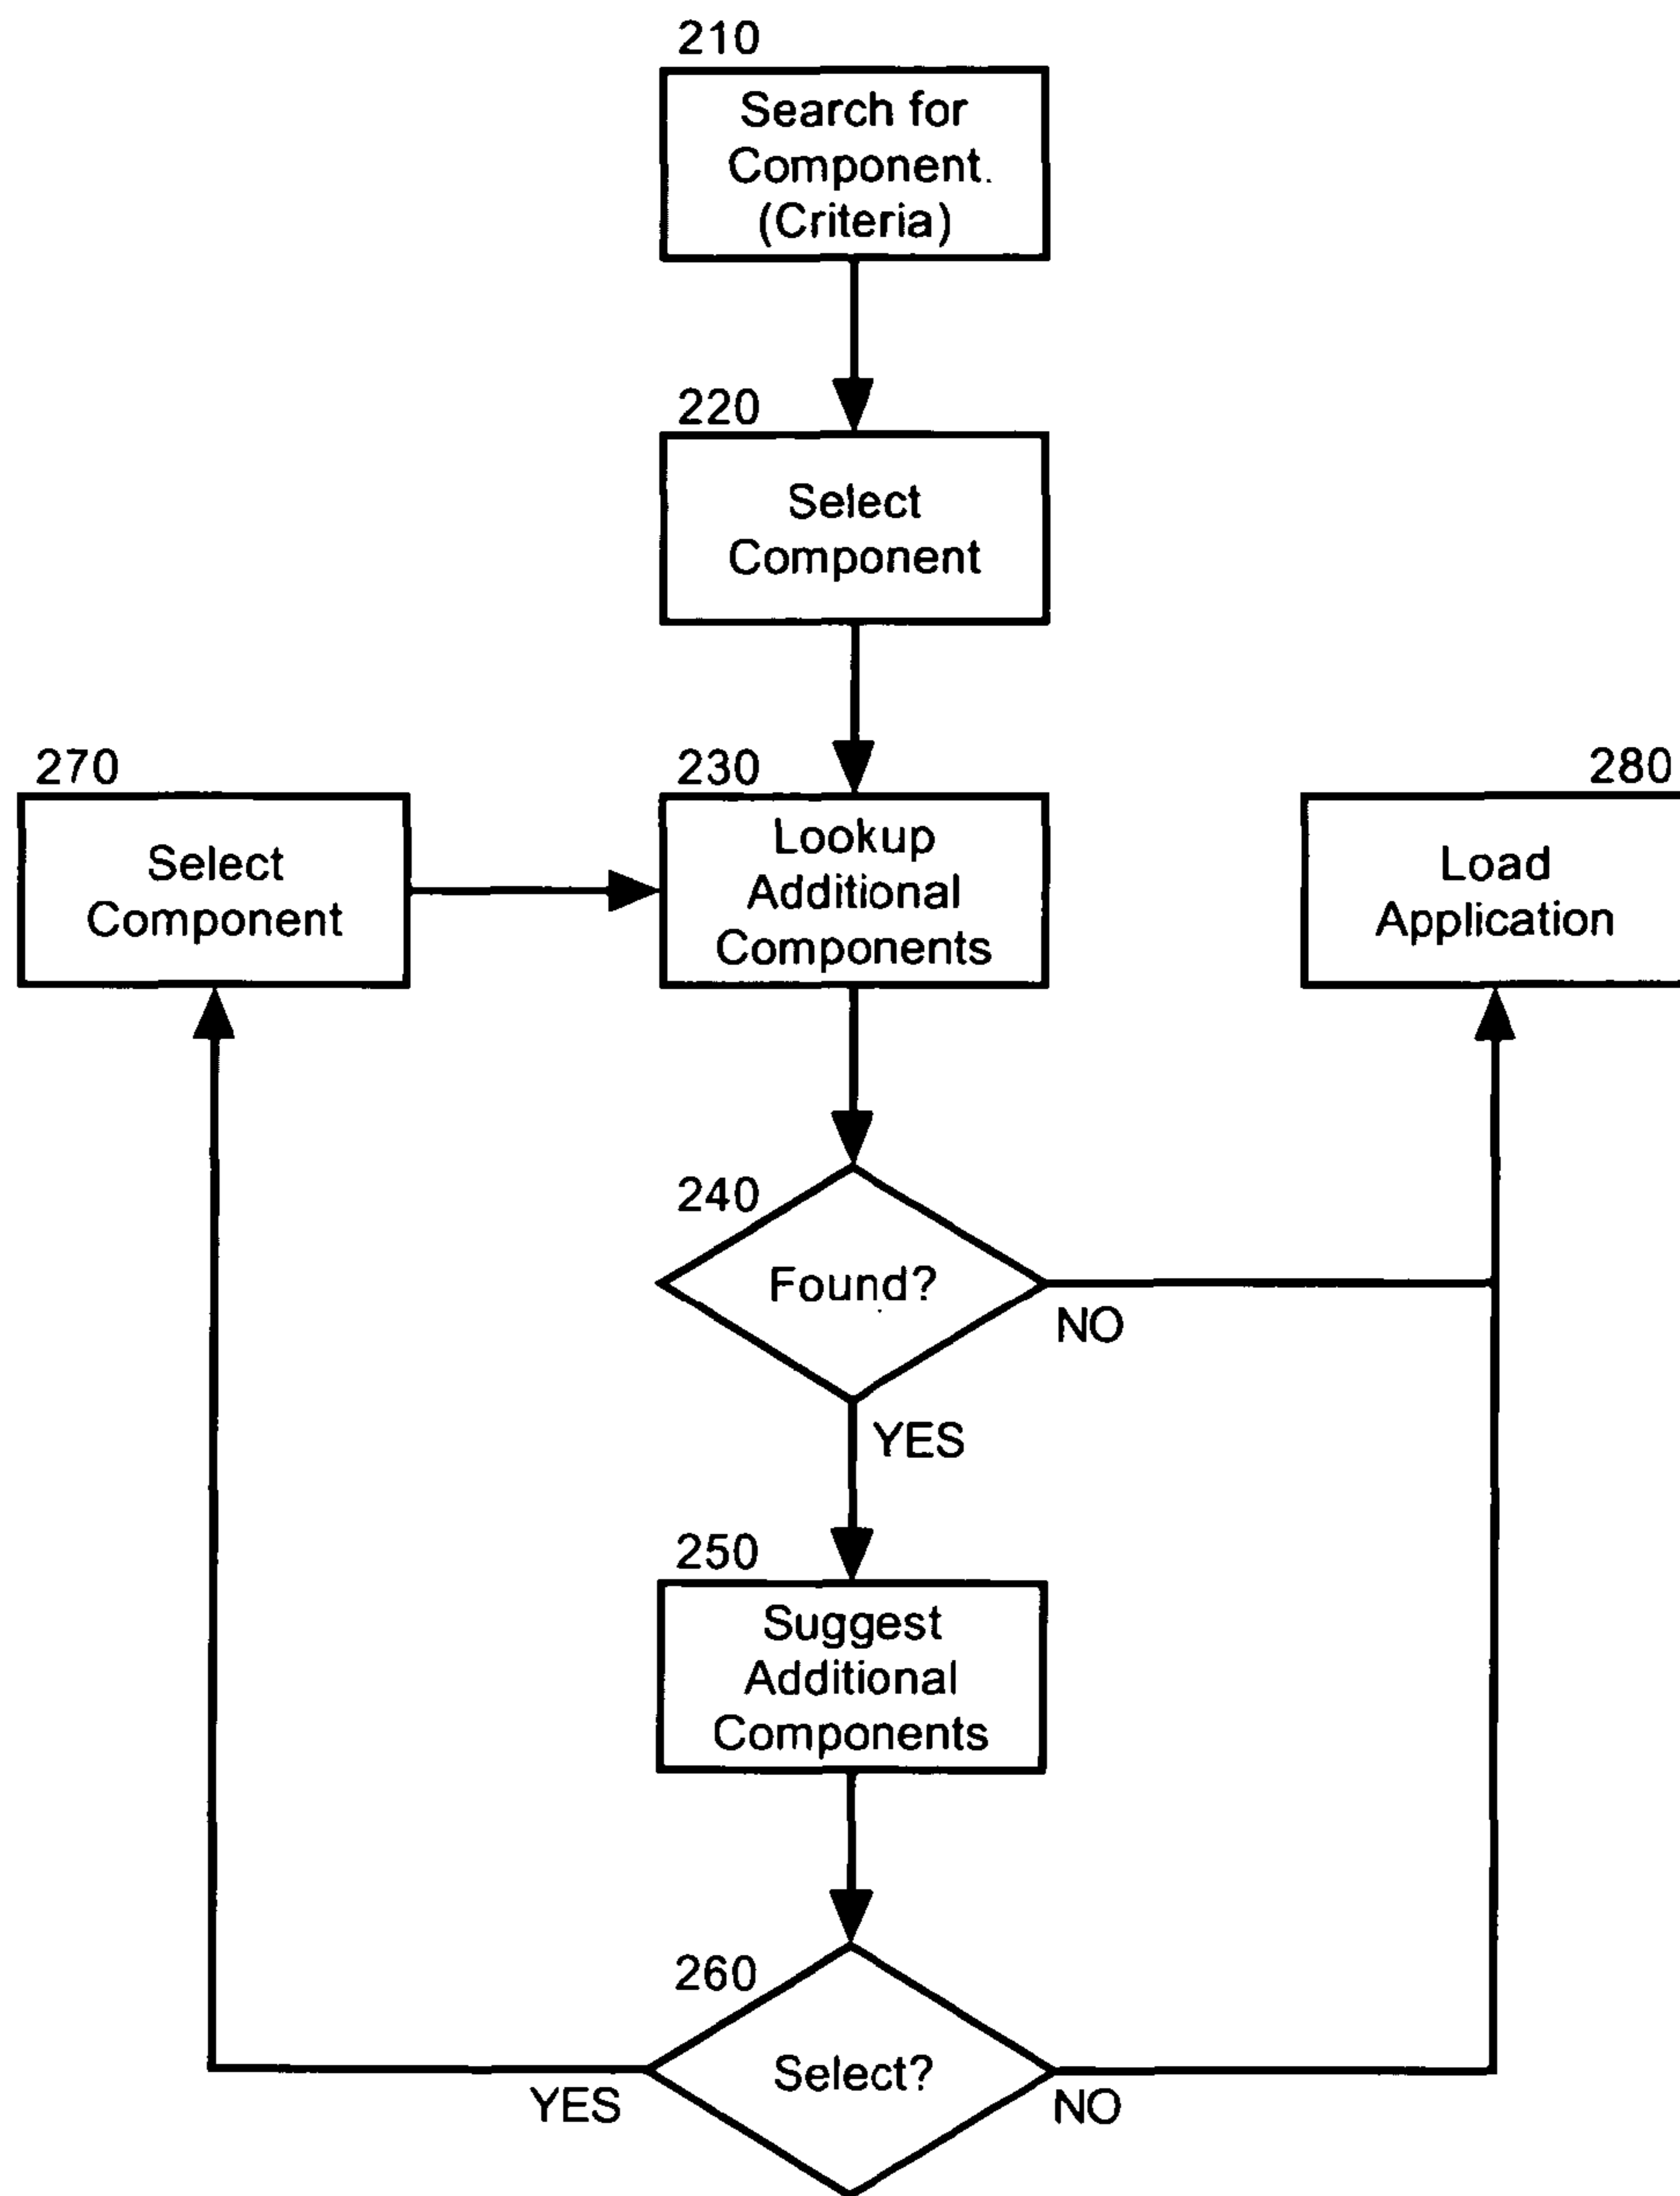 210
Search for
Component.
(Criteria)
220
Select
Component
270
Select
Component
230
Lookup
Additional
Components
280
Load
Application
240
Found?
NO
YES
250
Suggest
Additional
Components
260
Select?
YES
NO